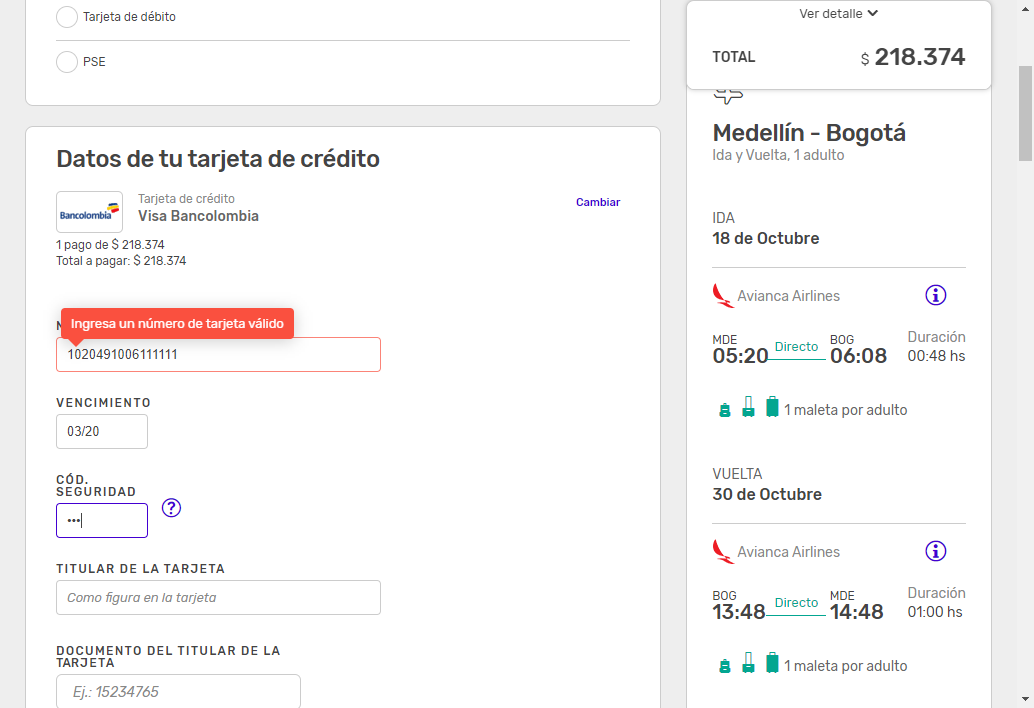 Tarjeta de débito
PSE
Datos de tu tarjeta de crédito
Bancolombia
Tarjeta de crédito
Visa Bancolombia
Cambiar
1 pago de $ 218.374
Total a pagar: $ 218.374
Ingresa un número de tarjeta válido
1020491006111111
VENCIMIENTO
03/20
CÓD.
SEGURIDAD
•••
?
TITULAR DE LA TARJETA
Como figura en la tarjeta
DOCUMENTO DEL TITULAR DE LA
TARJETA
Ej.: 15234765
Ver detalle
TOTAL $ 218.374
Medellín - Bogotá
Ida y Vuelta, 1 adulto
IDA
18 de Octubre
Avianca Airlines
MDE Directo BOG Duración
05:20 06:08 00:48 hs
1 maleta por adulto
VUELTA
30 de Octubre
Avianca Airlines
BOG Directo MDE Duración
13:48 14:48 01:00 hs
1 maleta por adulto